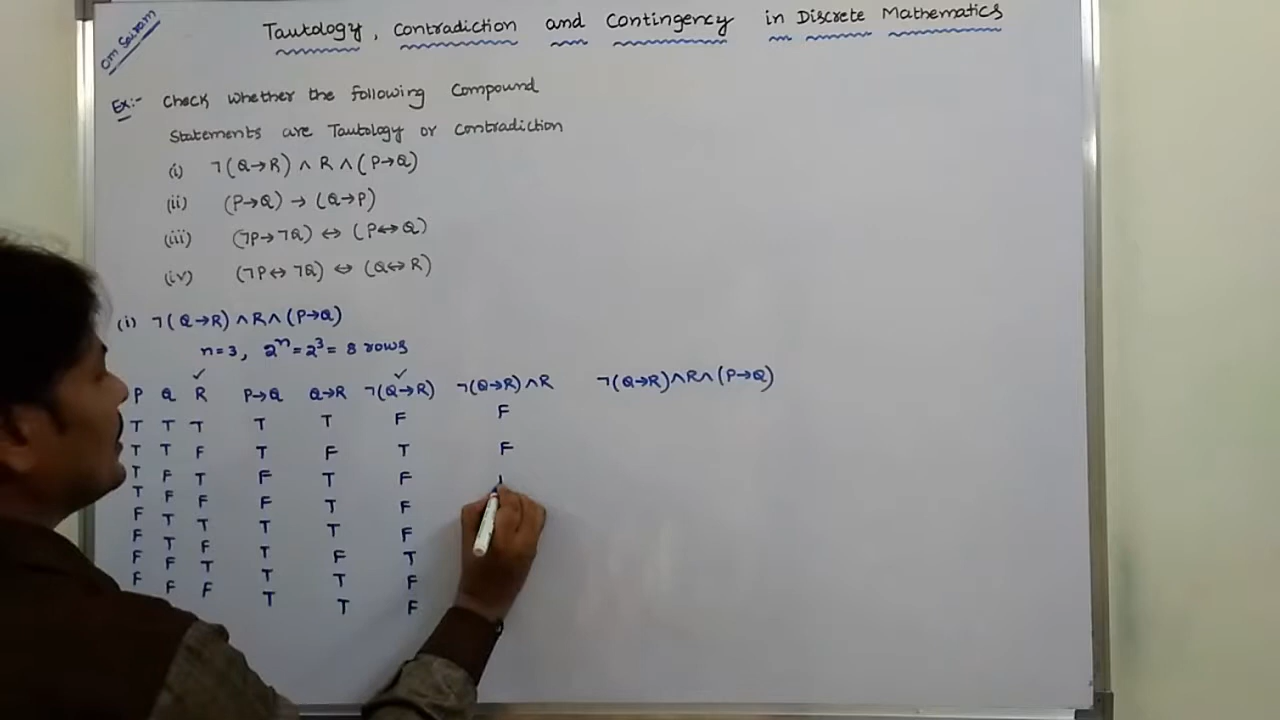 Om Sairam
Tautology, Contradiction and Contingency in Discrete Mathematics
Ex:- Check whether the following Compound
Statements are Tautology or contradiction
(i) ¬(Q→R) ∧ R ∧ (P→Q)
(ii) (P→Q) → (Q→P)
(iii) (¬P→¬Q) ↔ (P↔Q)
(iv) (¬P↔¬Q) ↔ (Q↔R)
(i) ¬(Q→R) ∧ R ∧ (P→Q)
n=3, 2ⁿ=2³= 8 rows
✓ ✓
P Q R P→Q Q→R ¬(Q→R) ¬(Q→R)∧R ¬(Q→R)∧R∧(P→Q)
T T T T T F F
T T F T F T F
T F T F T F
T F F F T F
F T T T T F
F T F T F T
F F T T T F
F F F T T F